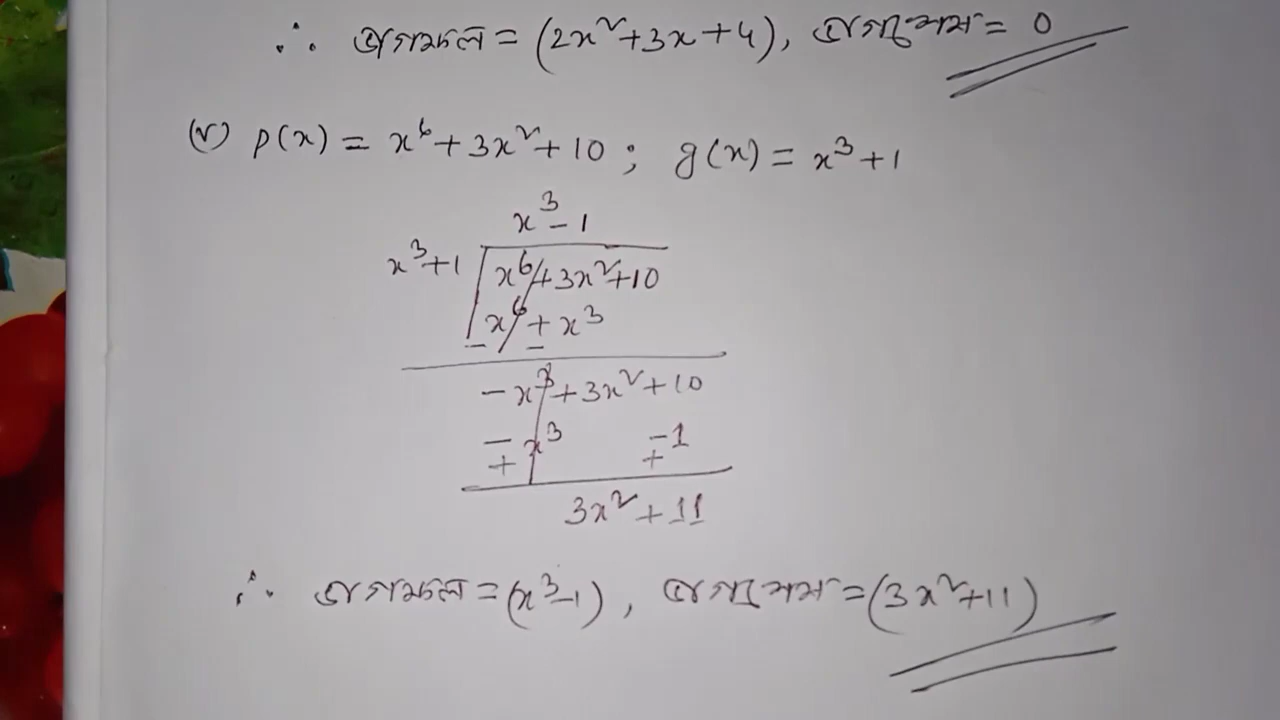 ∴ ভাগফল = (2x²+3x+4), ভাগশেষ = 0
(v) p(x) = x⁶+3x²+10 ; g(x) = x³+1
x³-1
x³+1 x⁶+3x²+10
x⁶+x³
- -
-x³+3x²+10
-x³ -1
+ +
3x²+11
∴ ভাগফল = (x³-1), ভাগশেষ = (3x²+11)